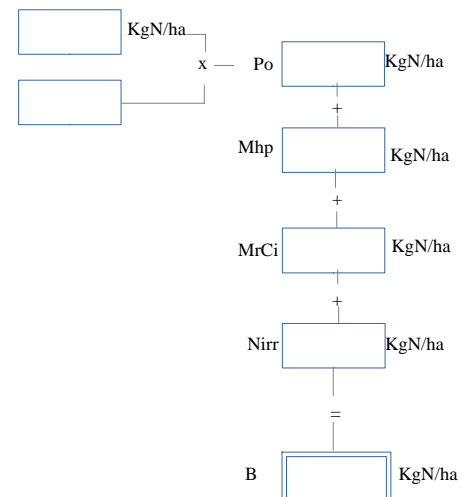 KgN/ha
x
Po
KgN/ha
+
Mhp
KgN/ha
+
MrCi
KgN/ha
+
Nirr
KgN/ha
=
B
KgN/ha